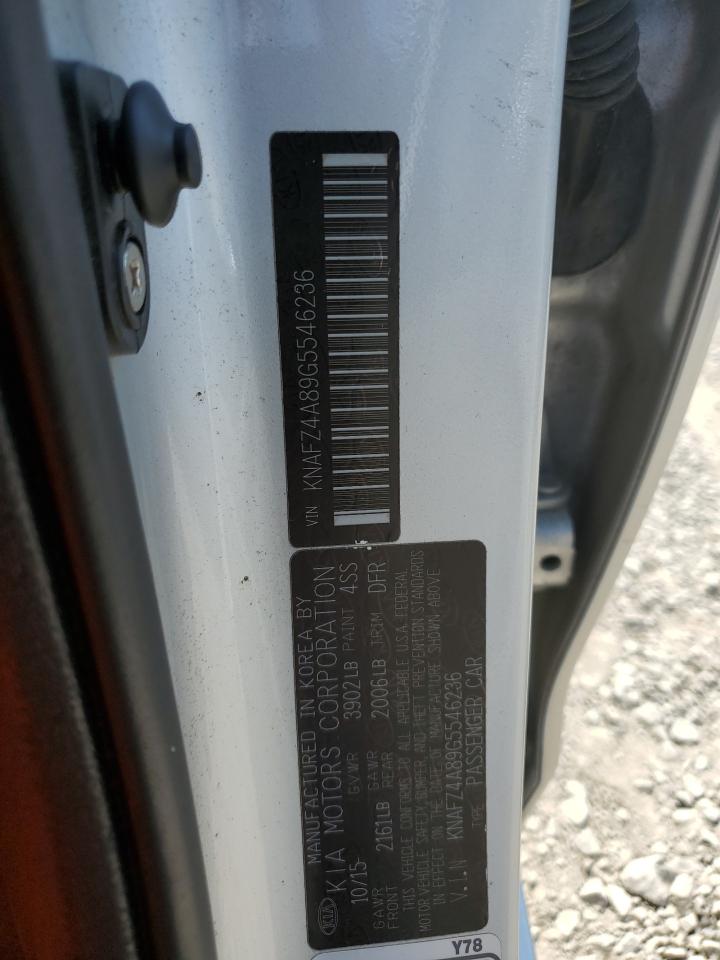 VIN KNAFZ4A89G5546236
MANUFACTURED IN KOREA BY
KIA KIA MOTORS CORPORATION
10/15 GVWR 3902LB PAINT 4SS
GAWR FRONT 2161LB GAWR REAR 2006LB TRIM DFR
THIS VEHICLE CONFORMS TO ALL APPLICABLE U.S.A. FEDERAL
MOTOR VEHICLE SAFETY, BUMPER, AND THEFT PREVENTION STANDARDS
IN EFFECT ON THE DATE OF MANUFACTURE SHOWN ABOVE
V.I.N KNAFZ4A89G5546236
TYPE PASSENGER CAR
Y78